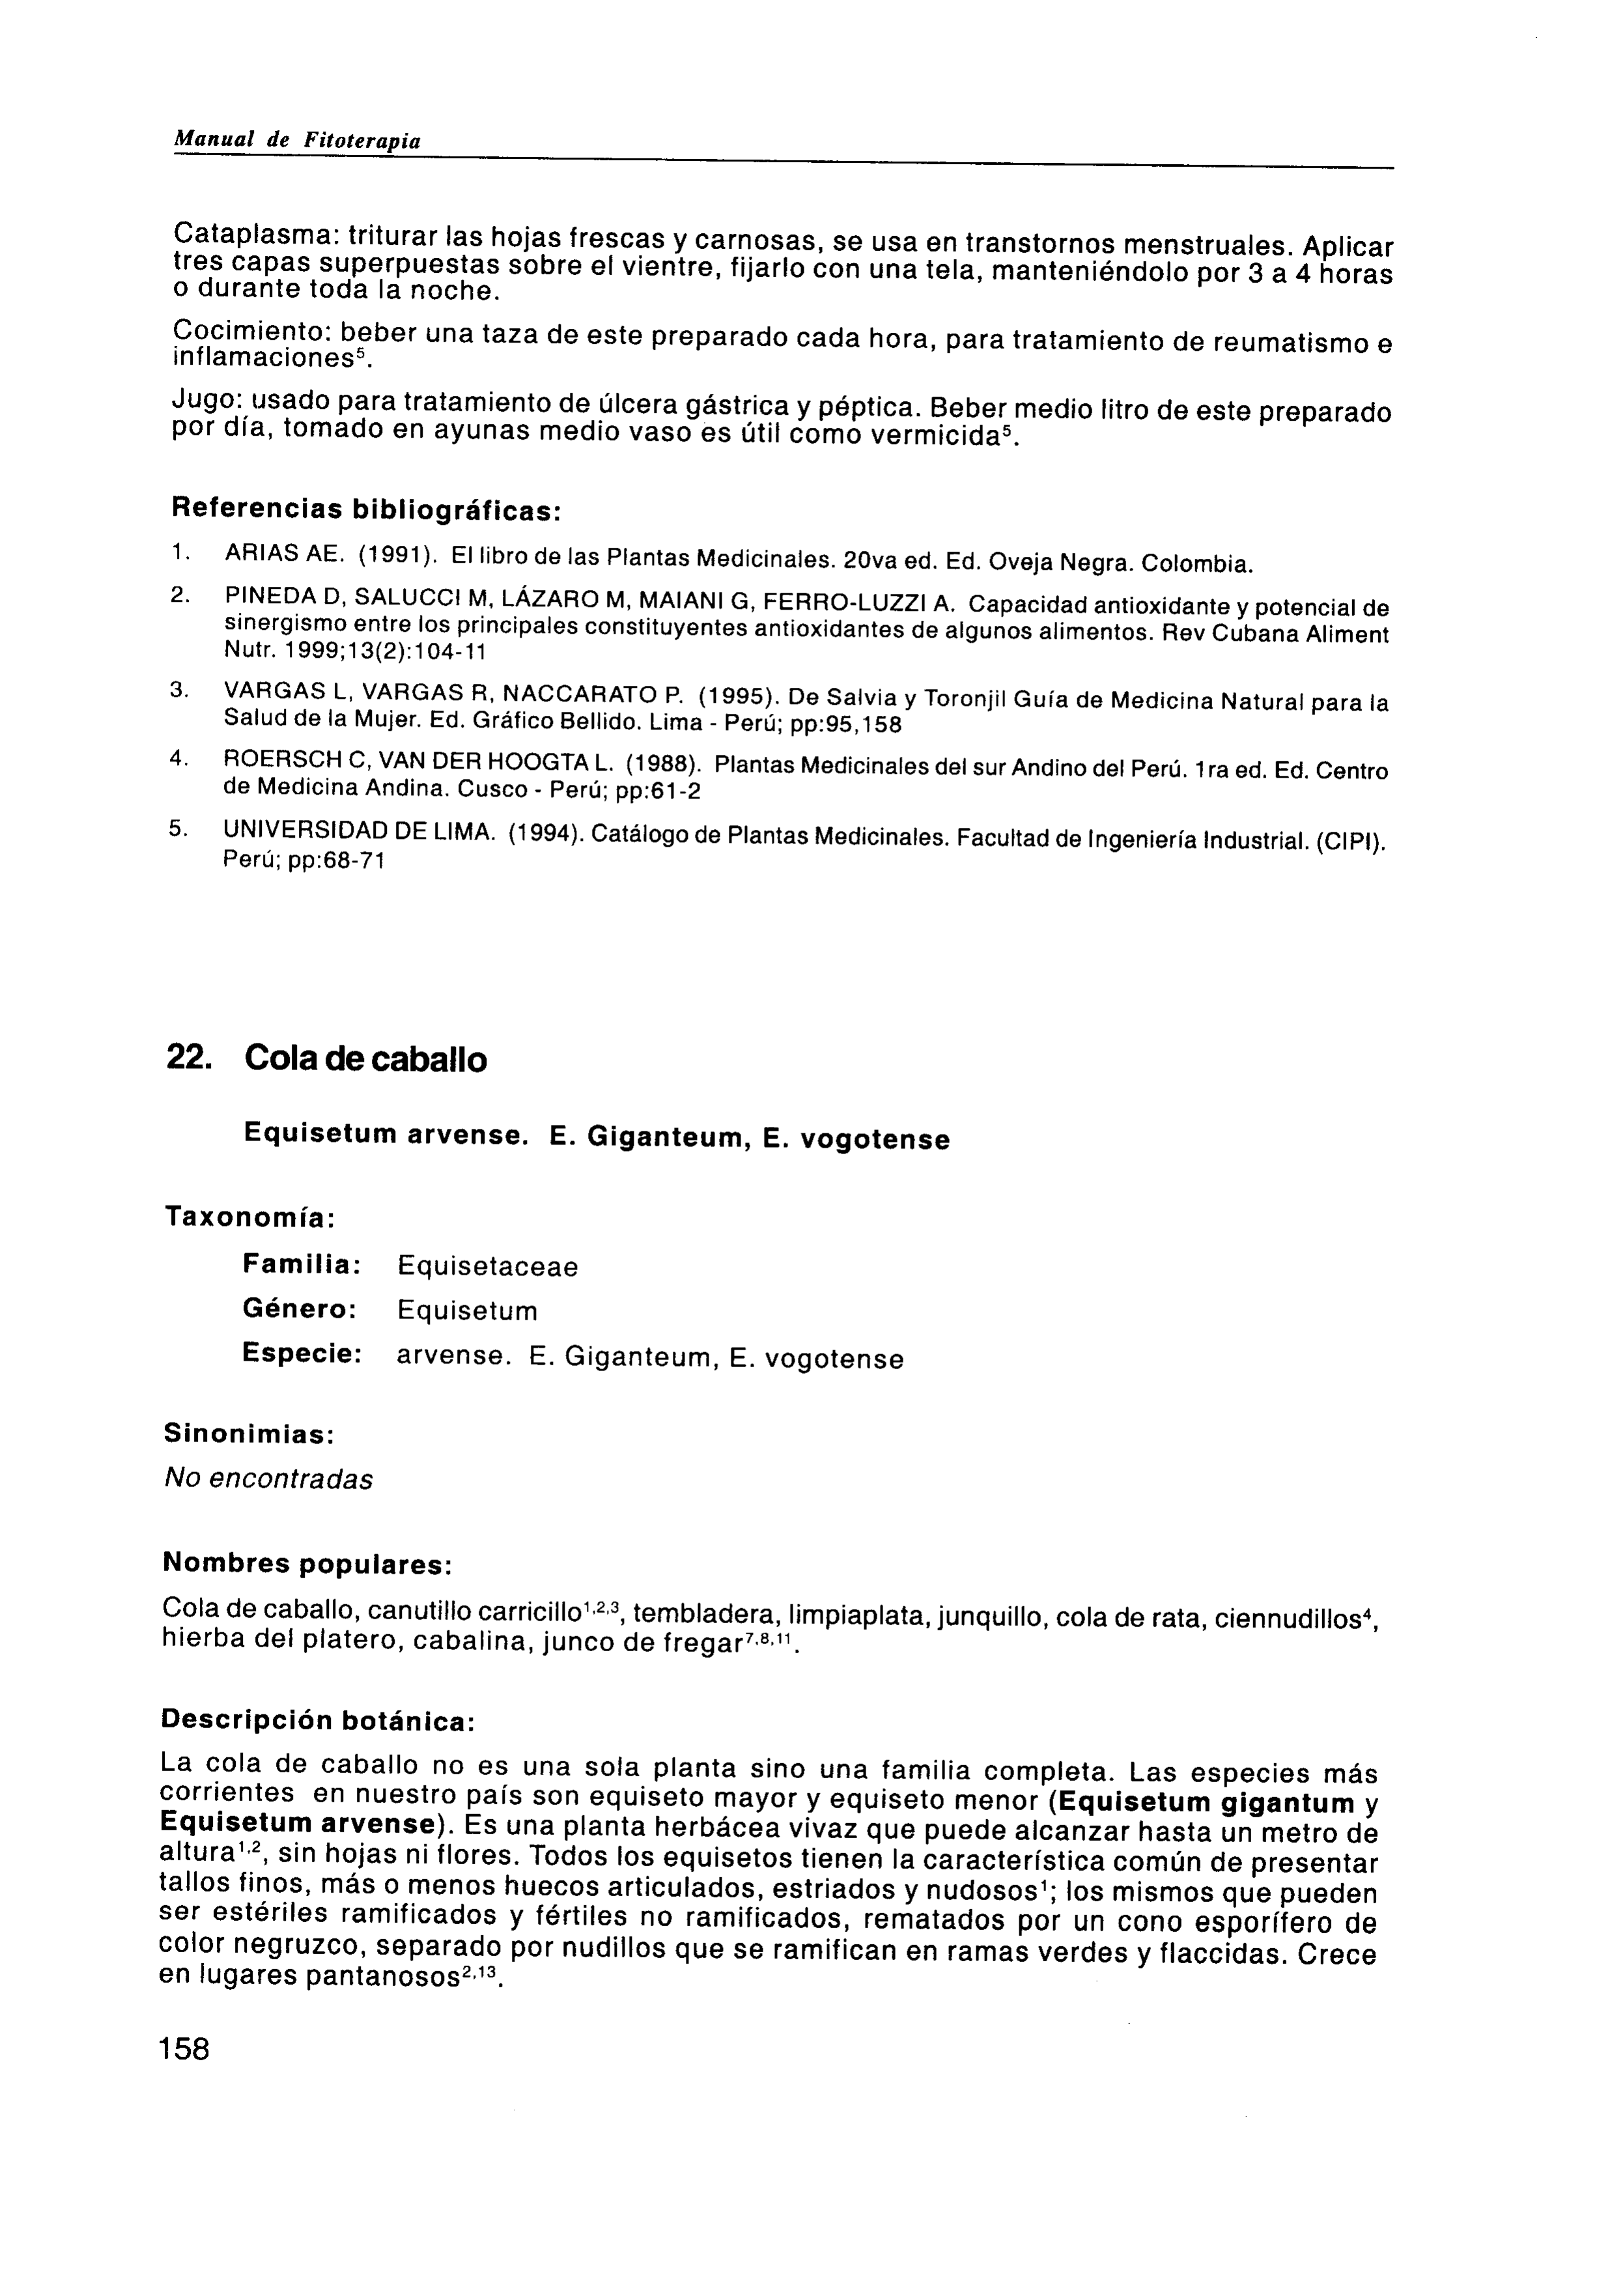 Manual de Fitoterapia
Cataplasma: triturar las hojas frescas y carnosas, se usa en transtornos menstruales. Aplicar
tres capas superpuestas sobre el vientre, fijarlo con una tela, manteniéndolo por 3 a 4 horas
o durante toda la noche.
Cocimiento: beber una taza de este preparado cada hora, para tratamiento de reumatismo e
inflamaciones⁵.
Jugo: usado para tratamiento de úlcera gástrica y péptica. Beber medio litro de este preparado
por día, tomado en ayunas medio vaso es útil como vermicida⁵.
Referencias bibliográficas:
1. ARIAS AE. (1991). El libro de las Plantas Medicinales. 20va ed. Ed. Oveja Negra. Colombia.
2. PINEDA D, SALUCCI M, LÁZARO M, MAIANI G, FERRO-LUZZI A. Capacidad antioxidante y potencial de
sinergismo entre los principales constituyentes antioxidantes de algunos alimentos. Rev Cubana Aliment
Nutr. 1999;13(2):104-11
3. VARGAS L, VARGAS R, NACCARATO P. (1995). De Salvia y Toronjil Guía de Medicina Natural para la
Salud de la Mujer. Ed. Gráfico Bellido. Lima - Perú; pp:95,158
4. ROERSCH C, VAN DER HOOGTA L. (1988). Plantas Medicinales del sur Andino del Perú. 1ra ed. Ed. Centro
de Medicina Andina. Cusco - Perú; pp:61-2
5. UNIVERSIDAD DE LIMA. (1994). Catálogo de Plantas Medicinales. Facultad de Ingeniería Industrial. (CIPI).
Perú; pp:68-71
22. Cola de caballo
Equisetum arvense. E. Giganteum, E. vogotense
Taxonomía:
Familia: Equisetaceae
Género: Equisetum
Especie: arvense. E. Giganteum, E. vogotense
Sinonimias:
No encontradas
Nombres populares:
Cola de caballo, canutillo carricillo¹,²,³, tembladera, limpiaplata, junquillo, cola de rata, ciennudillos⁴,
hierba del platero, cabalina, junco de fregar⁷,⁸,¹¹.
Descripción botánica:
La cola de caballo no es una sola planta sino una familia completa. Las especies más
corrientes en nuestro país son equiseto mayor y equiseto menor (Equisetum gigantum y
Equisetum arvense). Es una planta herbácea vivaz que puede alcanzar hasta un metro de
altura¹,², sin hojas ni flores. Todos los equisetos tienen la característica común de presentar
tallos finos, más o menos huecos articulados, estriados y nudosos¹; los mismos que pueden
ser estériles ramificados y fértiles no ramificados, rematados por un cono esporífero de
color negruzco, separado por nudillos que se ramifican en ramas verdes y flaccidas. Crece
en lugares pantanosos²,¹³.
158